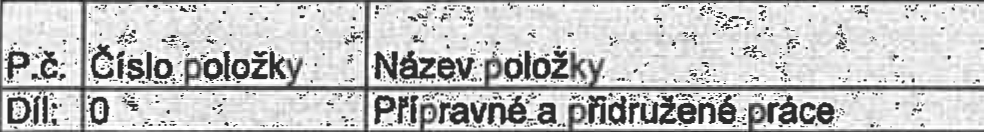 P.č. Číslo položky Název položky
Díl: 0 Přípravné a přidružené práce